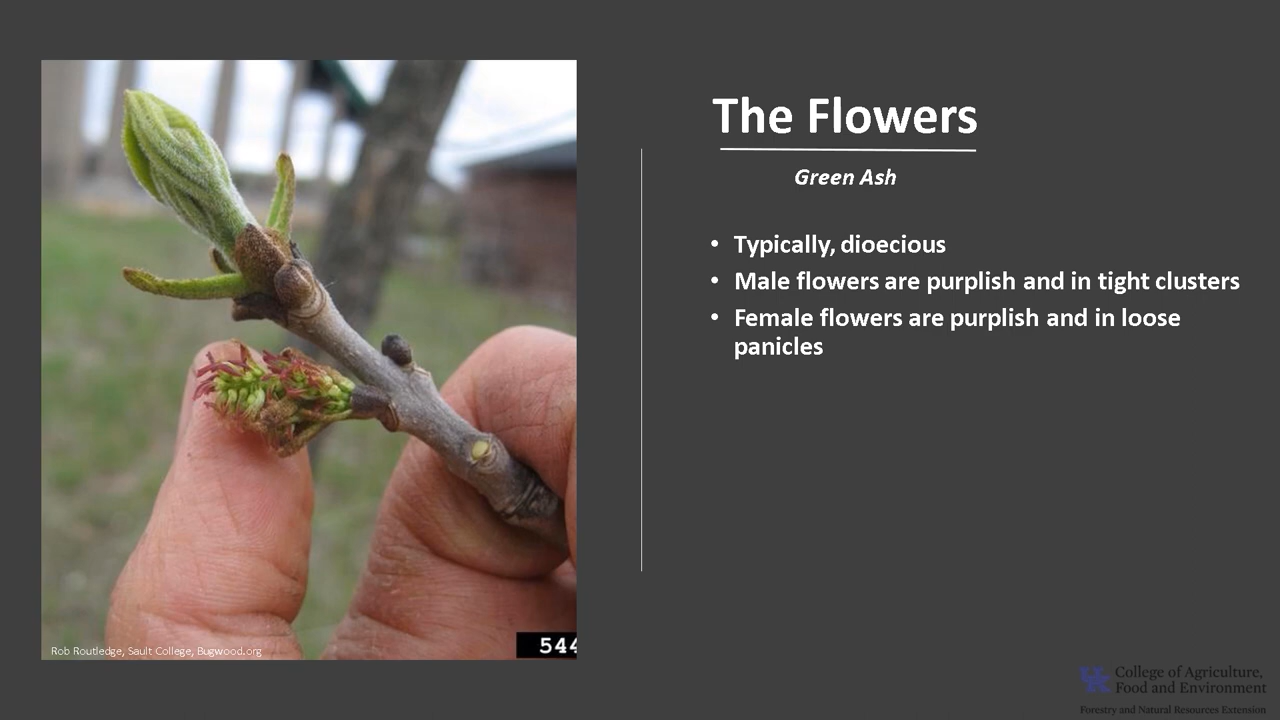 The Flowers
Green Ash
• Typically, dioecious
• Male flowers are purplish and in tight clusters
• Female flowers are purplish and in loose
panicles
Rob Routledge, Sault College, Bugwood.org
544
UK College of Agriculture,
Food and Environment
Forestry and Natural Resources Extension